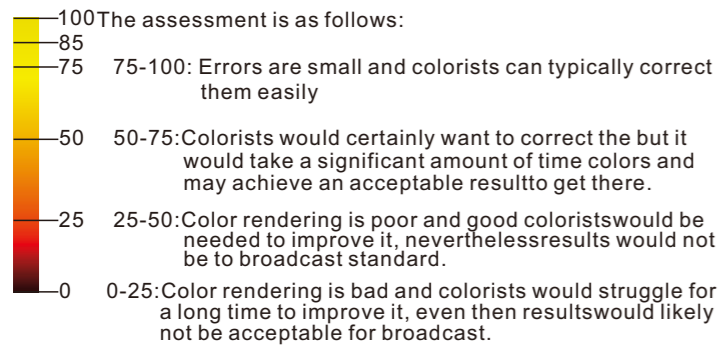 100 The assessment is as follows:
85
75 75-100: Errors are small and colorists can typically correct
them easily
50 50-75:Colorists would certainly want to correct the but it
would take a significant amount of time colors and
may achieve an acceptable resultto get there.
25 25-50:Color rendering is poor and good coloristswould be
needed to improve it, neverthelessresults would not
be to broadcast standard.
0 0-25:Color rendering is bad and colorists would struggle for
a long time to improve it, even then resultswould likely
not be acceptable for broadcast.